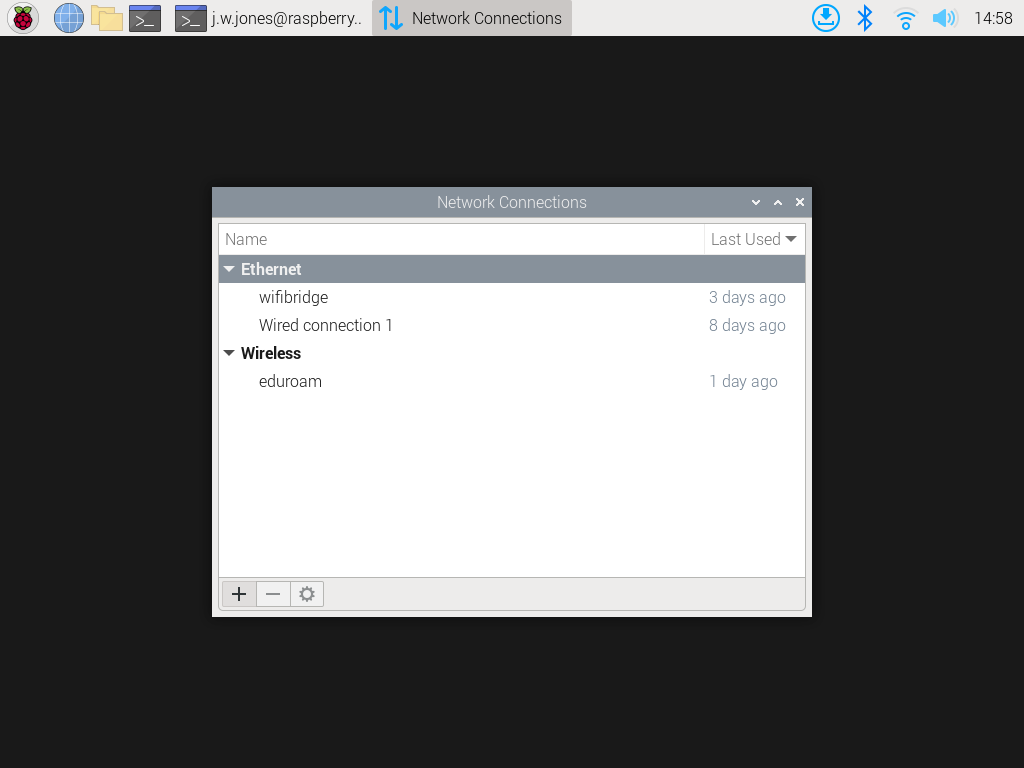 j.w.jones@raspberry..
Network Connections
14:58
Network Connections
Name Last Used
Ethernet
wifibridge 3 days ago
Wired connection 1 8 days ago
Wireless
eduroam 1 day ago